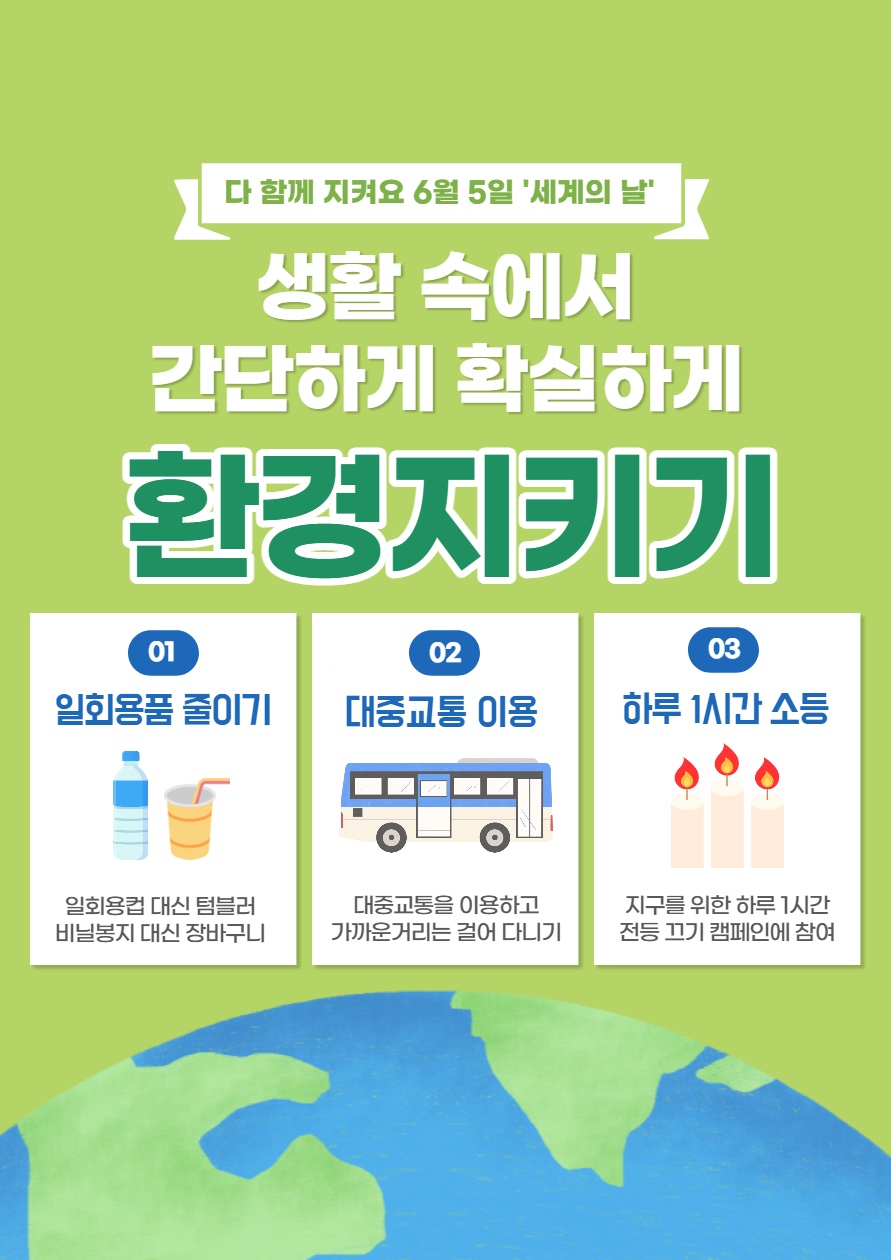 다 함께 지켜요 6월 5일 '세계의 날'
생활 속에서
간단하게 확실하게
환경지키기
01
일회용품 줄이기
일회용컵 대신 텀블러
비닐봉지 대신 장바구니
02
대중교통 이용
대중교통을 이용하고
가까운거리는 걸어 다니기
03
하루 1시간 소등
지구를 위한 하루 1시간
전등 끄기 캠페인에 참여